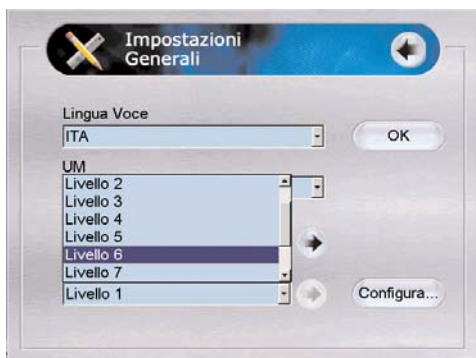 Impostazioni
Generali
Lingua Voce
ITA
OK
UM
Livello 2
Livello 3
Livello 4
Livello 5
Livello 6
Livello 7
Livello 1
Configura...